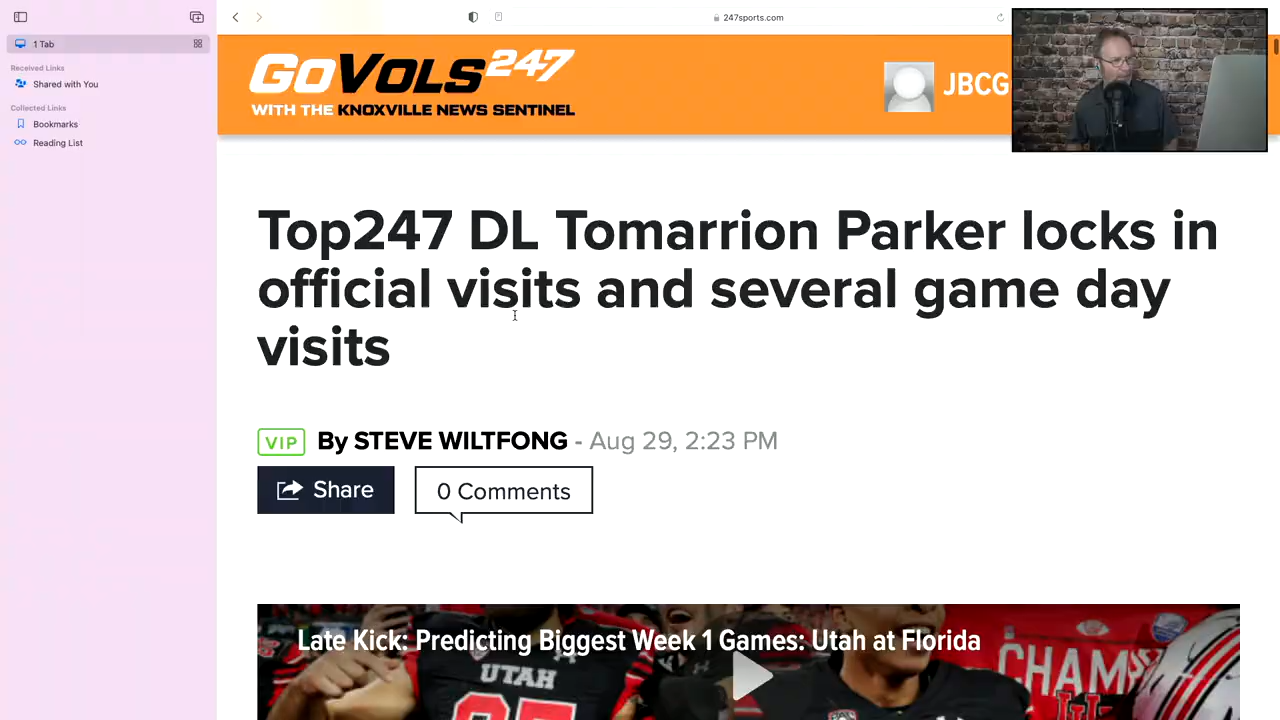 1 Tab
Received Links
Shared with You
Collected Links
Bookmarks
Reading List
247sports.com
GOVOLS247
WITH THE KNOXVILLE NEWS SENTINEL
JBCG
Top247 DL Tomarrion Parker locks in
official visits and several game day
visits
VIP By STEVE WILTFONG - Aug 29, 2:23 PM
Share
0 Comments
Late Kick: Predicting Biggest Week 1 Games: Utah at Florida
UTAH
CHAM